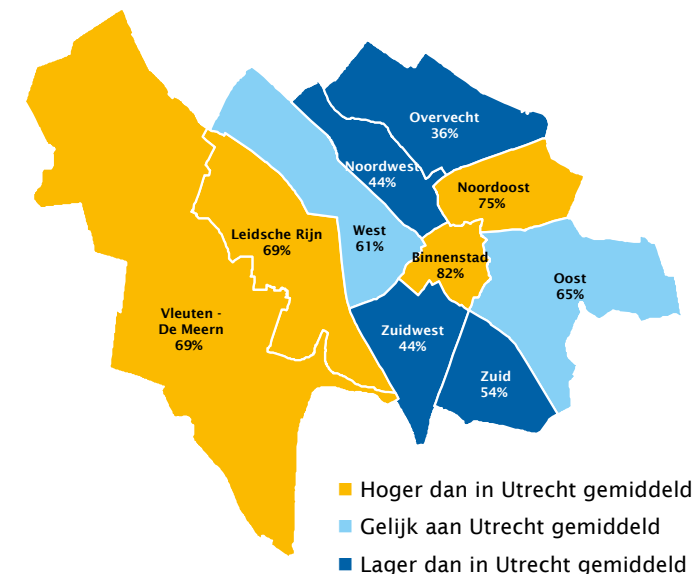 Overvecht
36%
Noordwest
44%
Noordoost
75%
Leidsche Rijn
69%
West
61%
Binnenstad
82%
Oost
65%
Vleuten -
De Meern
69%
Zuidwest
44%
Zuid
54%
Hoger dan in Utrecht gemiddeld
Gelijk aan Utrecht gemiddeld
Lager dan in Utrecht gemiddeld